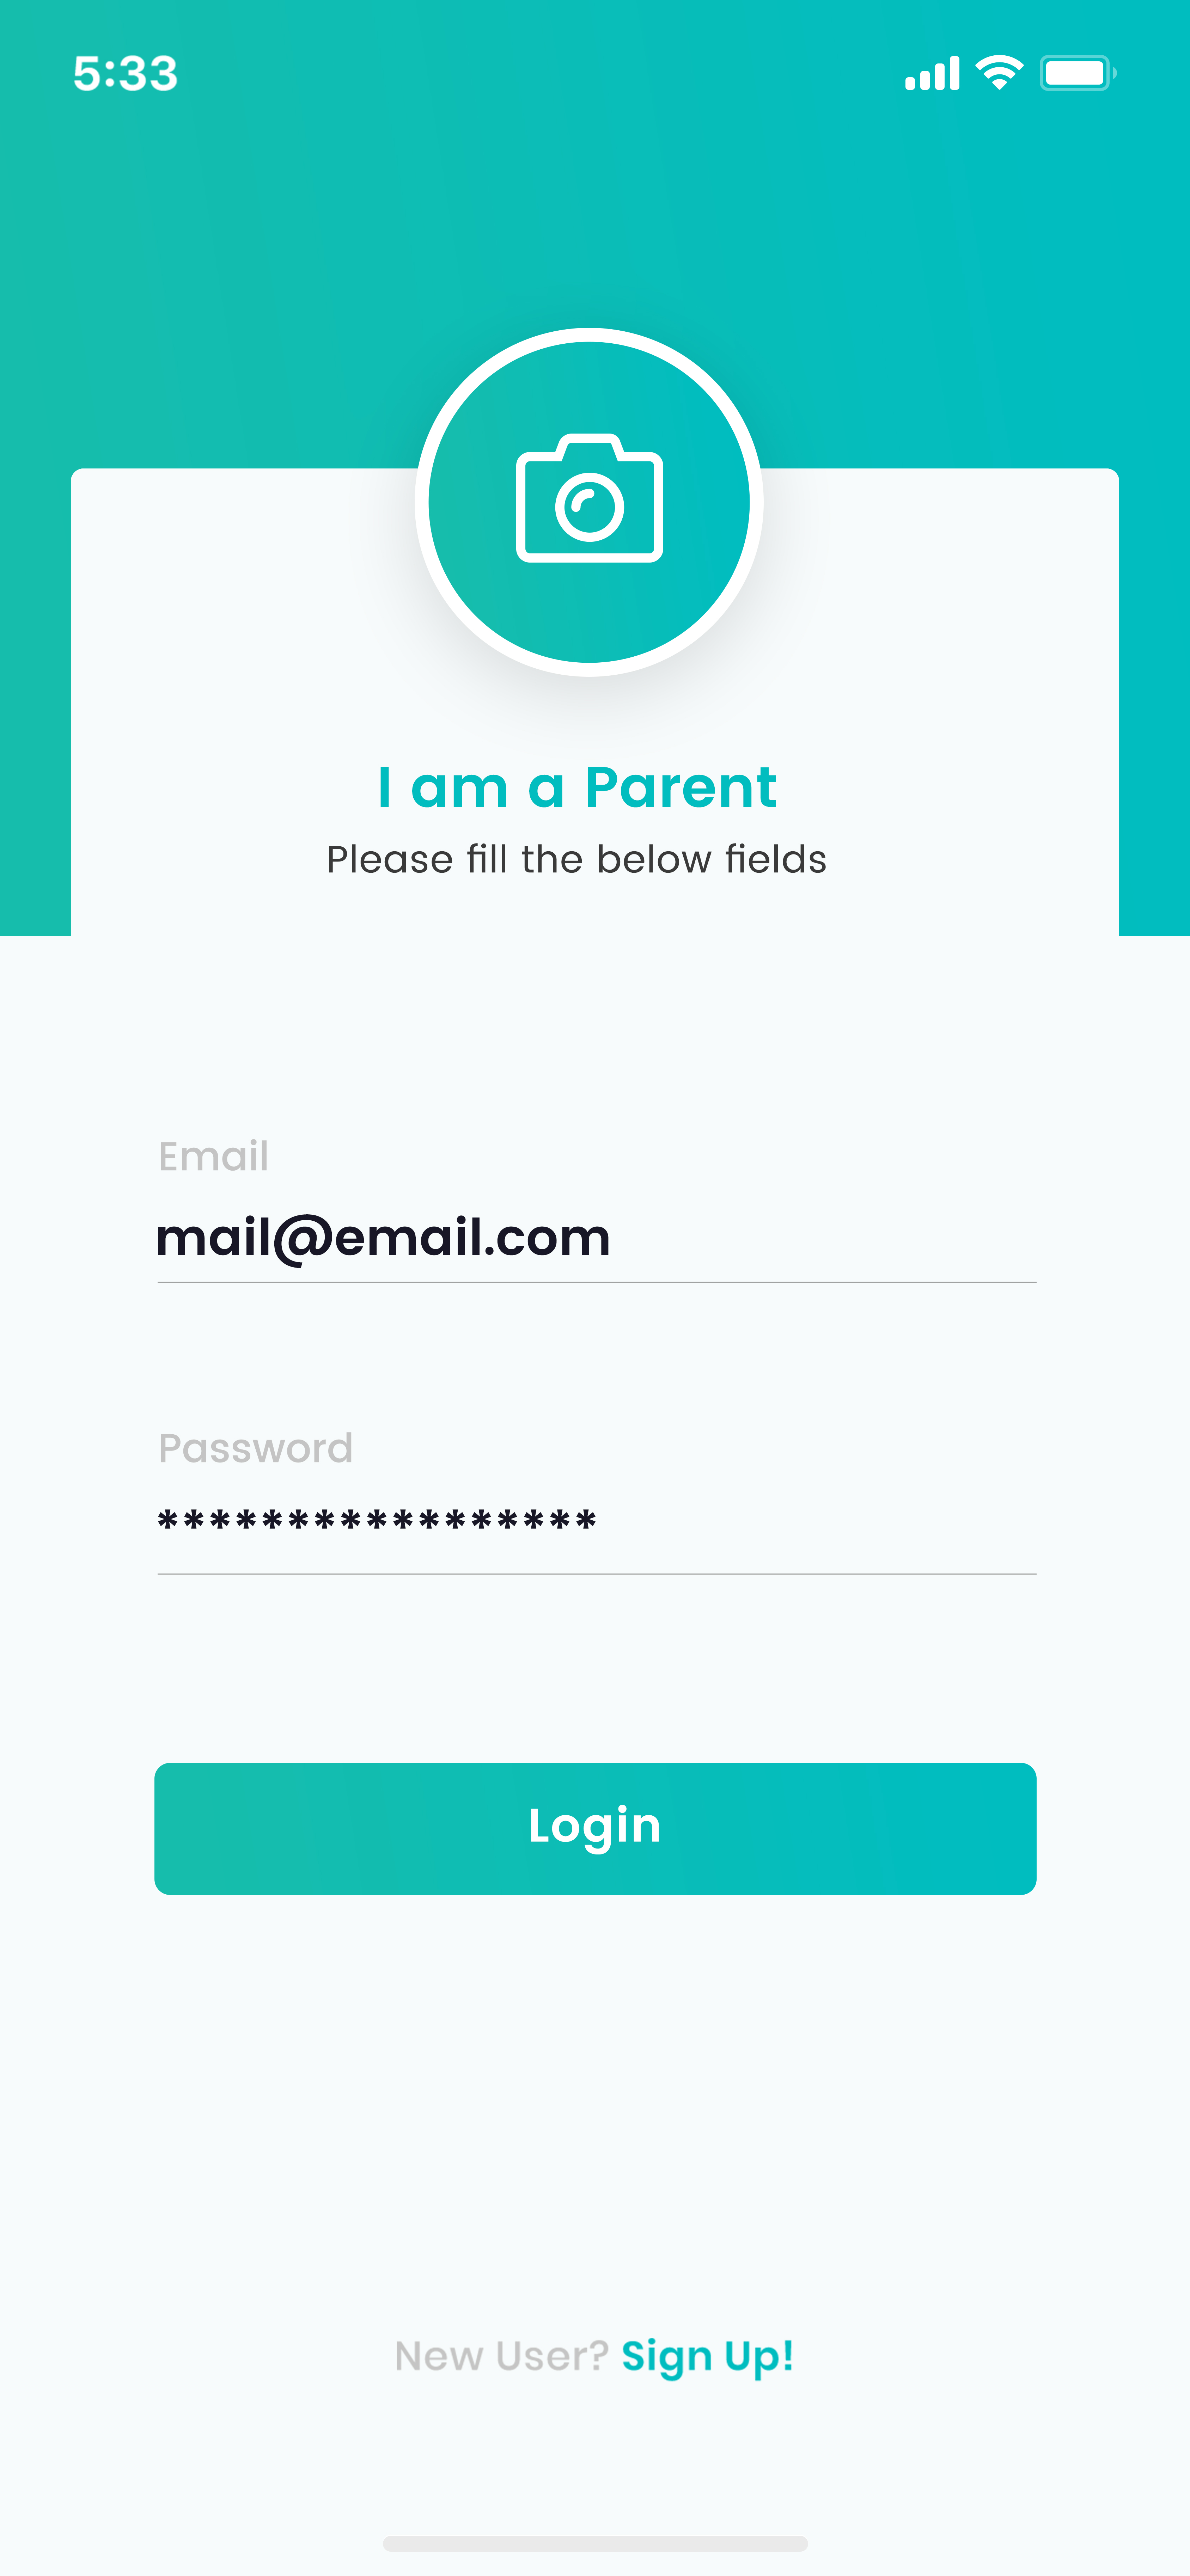 5:33
I am a Parent
Please fill the below fields
Email
mail@email.com
Password
*****************
Login
New User? Sign Up!